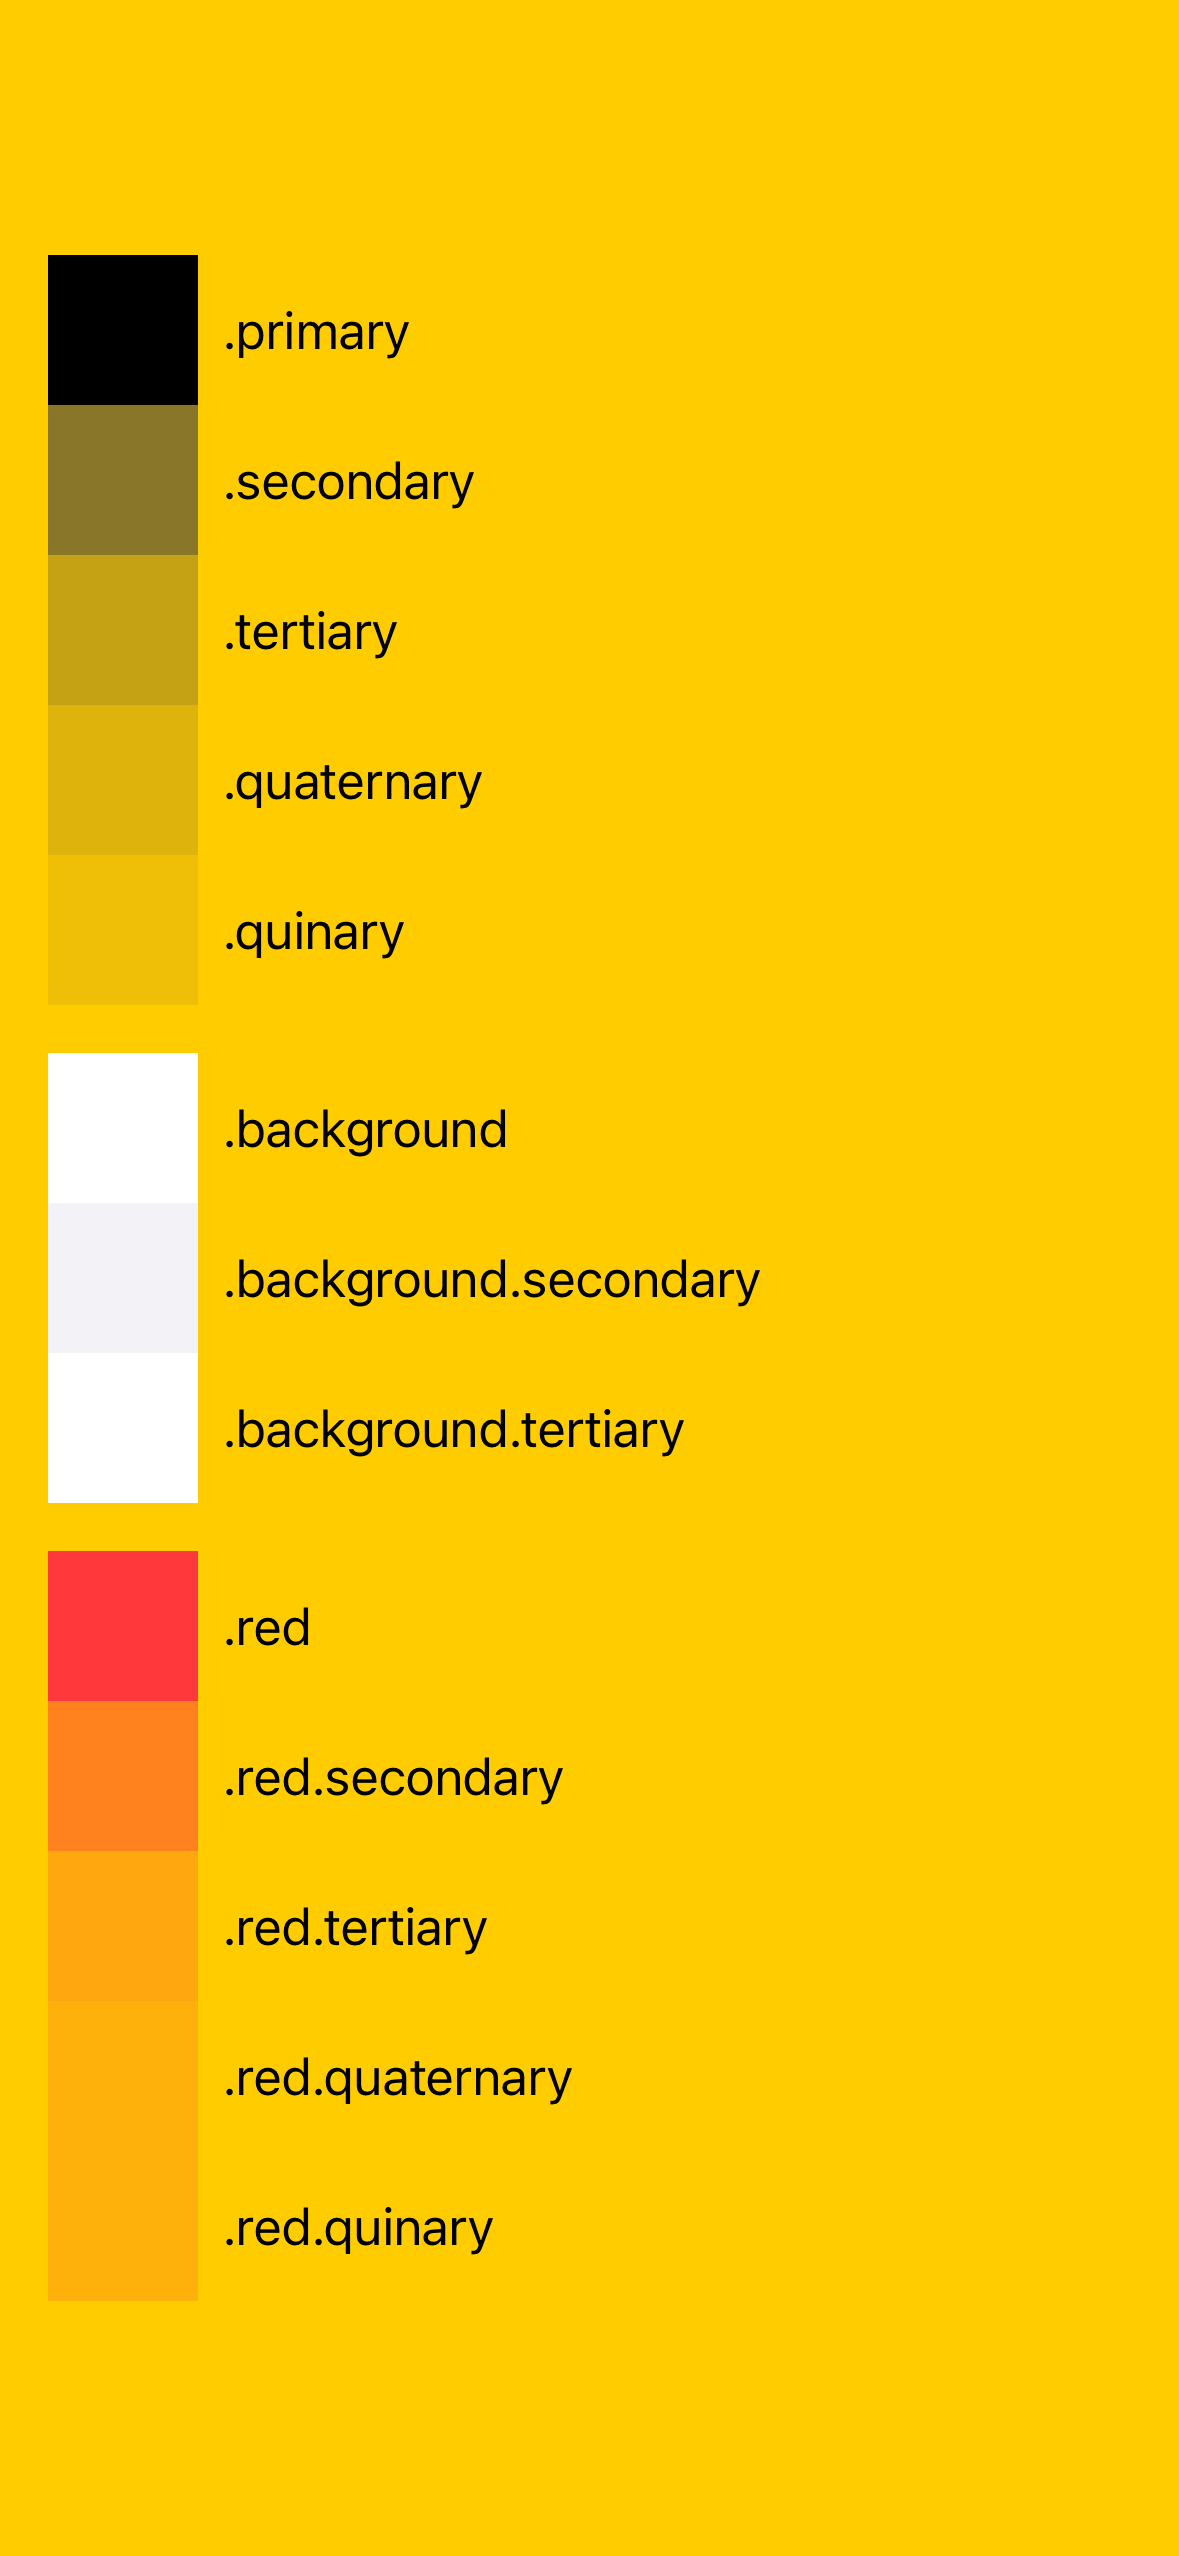 .primary
.secondary
.tertiary
.quaternary
.quinary
.background
.background.secondary
.background.tertiary
.red
.red.secondary
.red.tertiary
.red.quaternary
.red.quinary